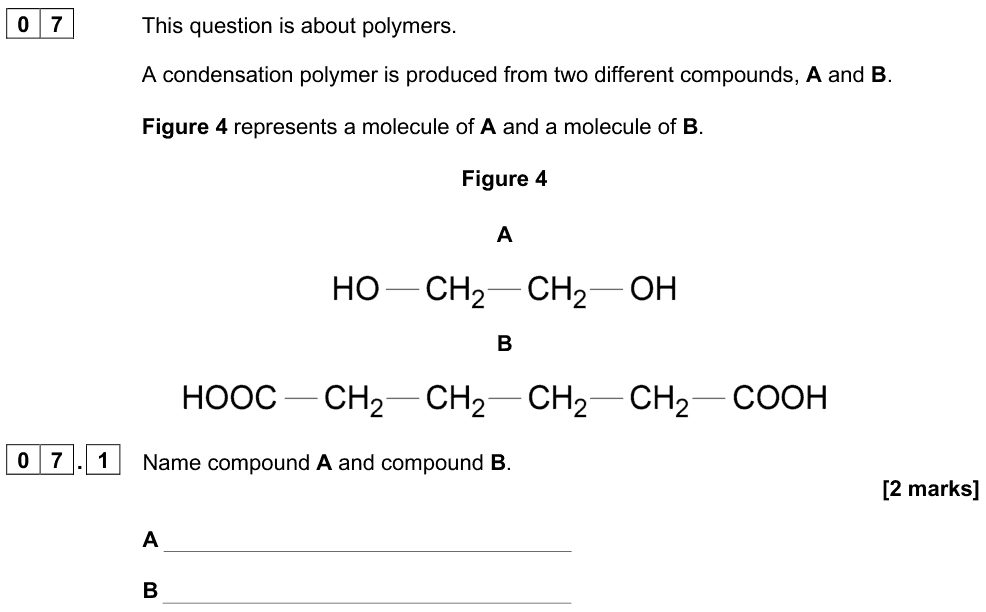 0 7 This question is about polymers.
A condensation polymer is produced from two different compounds, A and B.
Figure 4 represents a molecule of A and a molecule of B.
Figure 4
A
HO — CH₂ — CH₂ — OH
B
HOOC — CH₂ — CH₂ — CH₂ — CH₂ — COOH
0 7 . 1 Name compound A and compound B.
[2 marks]
A
B